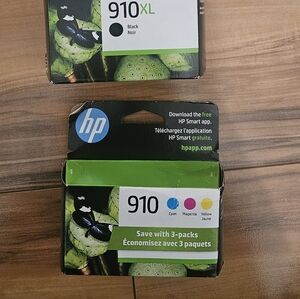 910XL
Black
Noir
hp
Download the free
HP Smart app.
Téléchargez l'application
HP Smart gratuite.
hpapp.com
910
Cyan
Magenta
Yellow
Jaune
Save with 3-packs
Économisez avec 3 paquets